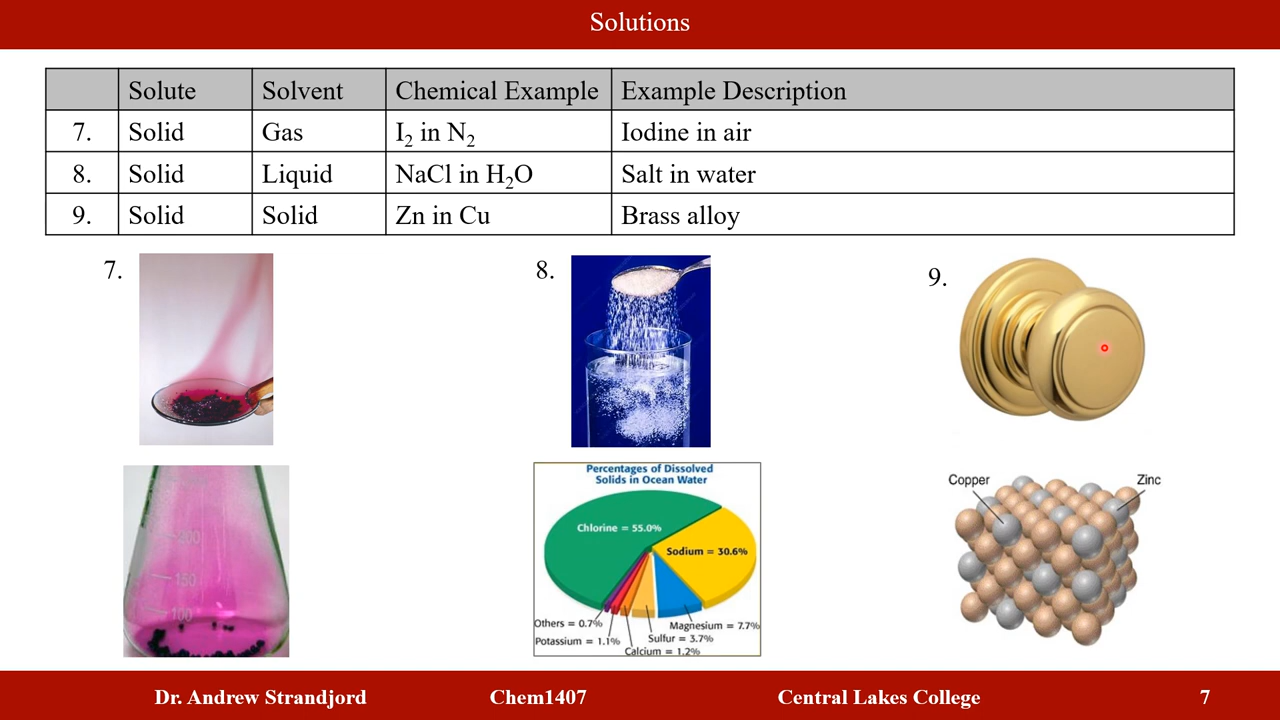 Solutions
Solute Solvent Chemical Example Example Description
7. Solid Gas I₂ in N₂ Iodine in air
8. Solid Liquid NaCl in H₂O Salt in water
9. Solid Solid Zn in Cu Brass alloy
7.
8.
9.
200
150
100
Percentages of Dissolved
Solids in Ocean Water
Chlorine = 55.0%
Sodium = 30.6%
Others = 0.7%
Magnesium = 7.7%
Potassium = 1.1%
Sulfur = 3.7%
Calcium = 1.2%
Copper
Zinc
Dr. Andrew Strandjord Chem1407 Central Lakes College 7